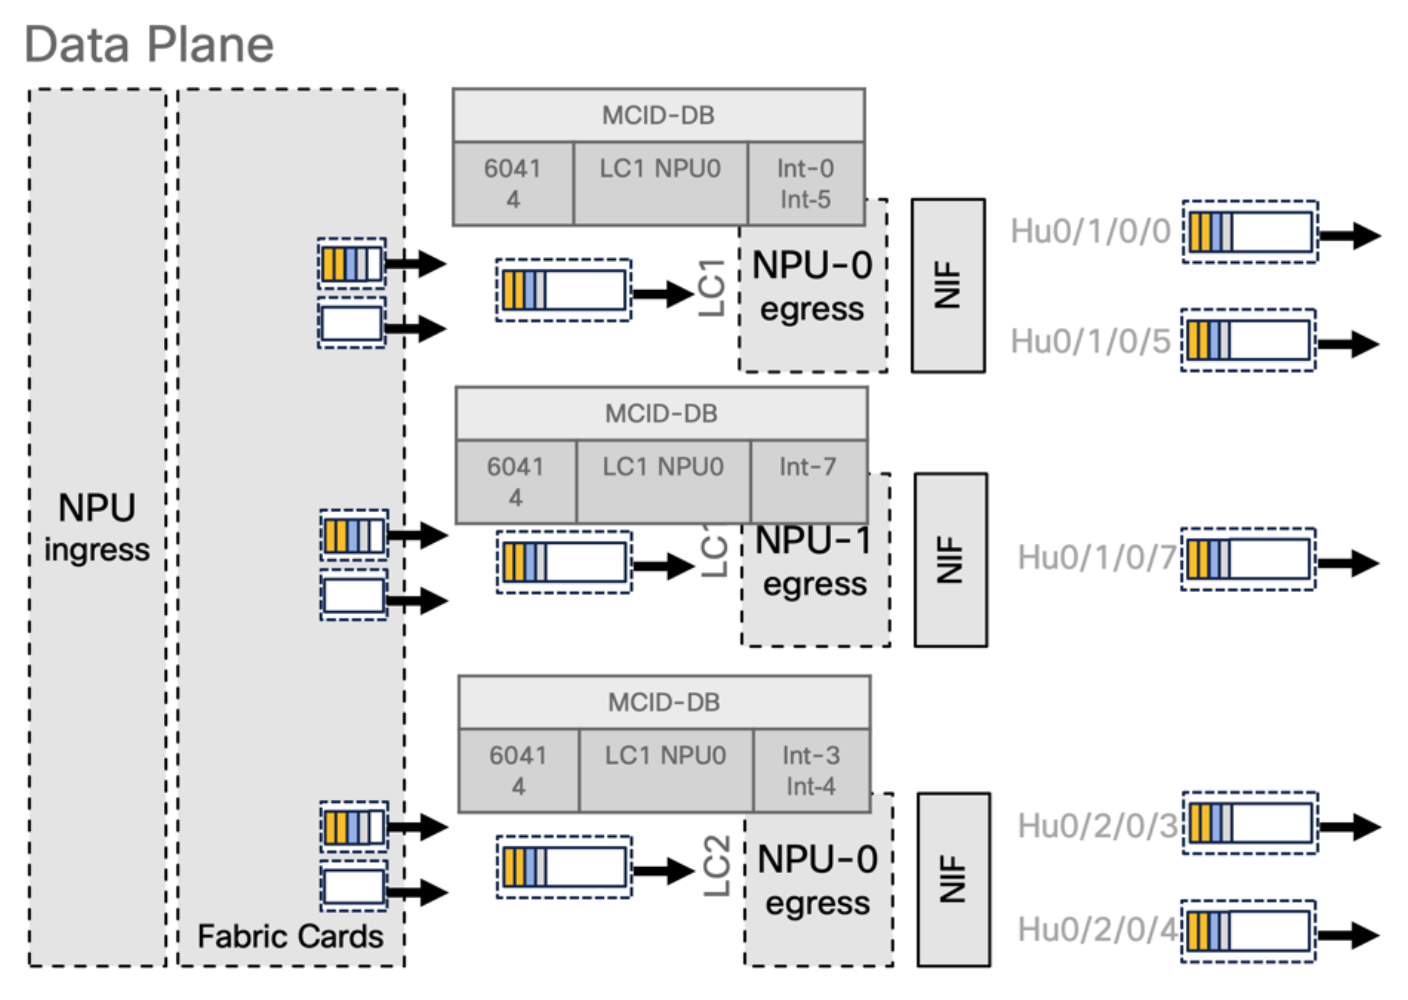 Data Plane
MCID-DB
6041
4
LC1 NPU0
Int-0
Int-5
LC1
NPU-0
egress
NIF
Hu0/1/0/0
Hu0/1/0/5
MCID-DB
6041
4
LC1 NPU0
Int-7
NPU
ingress
LC1
NPU-1
egress
NIF
Hu0/1/0/7
MCID-DB
6041
4
LC1 NPU0
Int-3
Int-4
LC2
NPU-0
egress
NIF
Hu0/2/0/3
Hu0/2/0/4
Fabric Cards